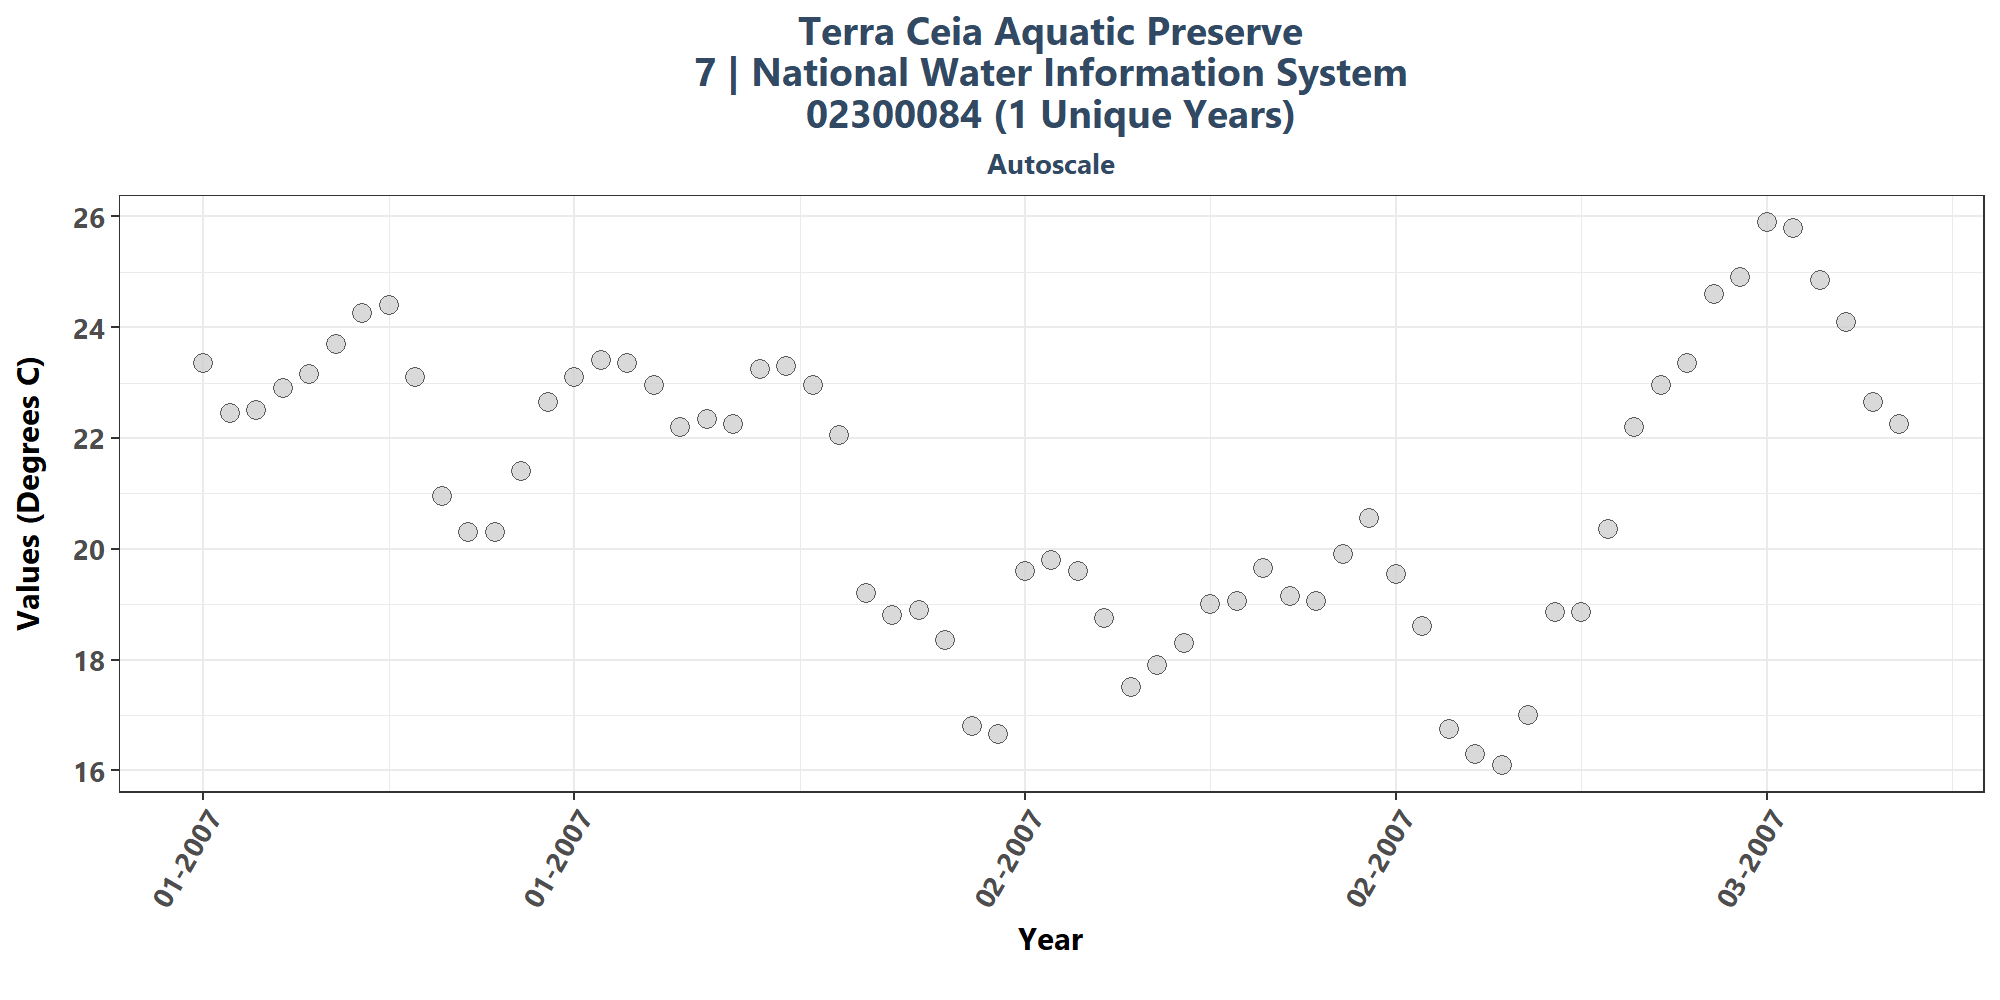 Terra Ceia Aquatic Preserve
7 | National Water Information System
02300084 (1 Unique Years)
Autoscale
Values (Degrees C)
26
24
22
20
18
16
01-2007
01-2007
02-2007
02-2007
03-2007
Year